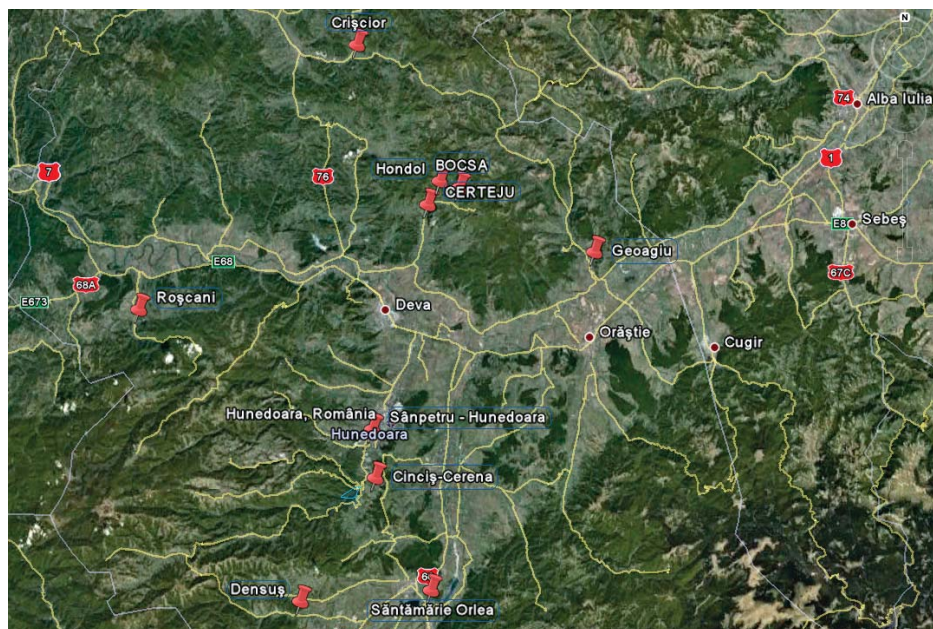 Crișcior
N
74
Alba Iulia
7
76
Hondol
BOCSA
1
CERTEJU
E8
Sebeș
Geoagiu
E68
67C
68A
E673
Roșcani
Deva
Orăștie
Cugir
Hunedoara, România
Sânpetru - Hunedoara
Hunedoara
Cinciș-Cerena
Densuș
Săntămărie Orlea